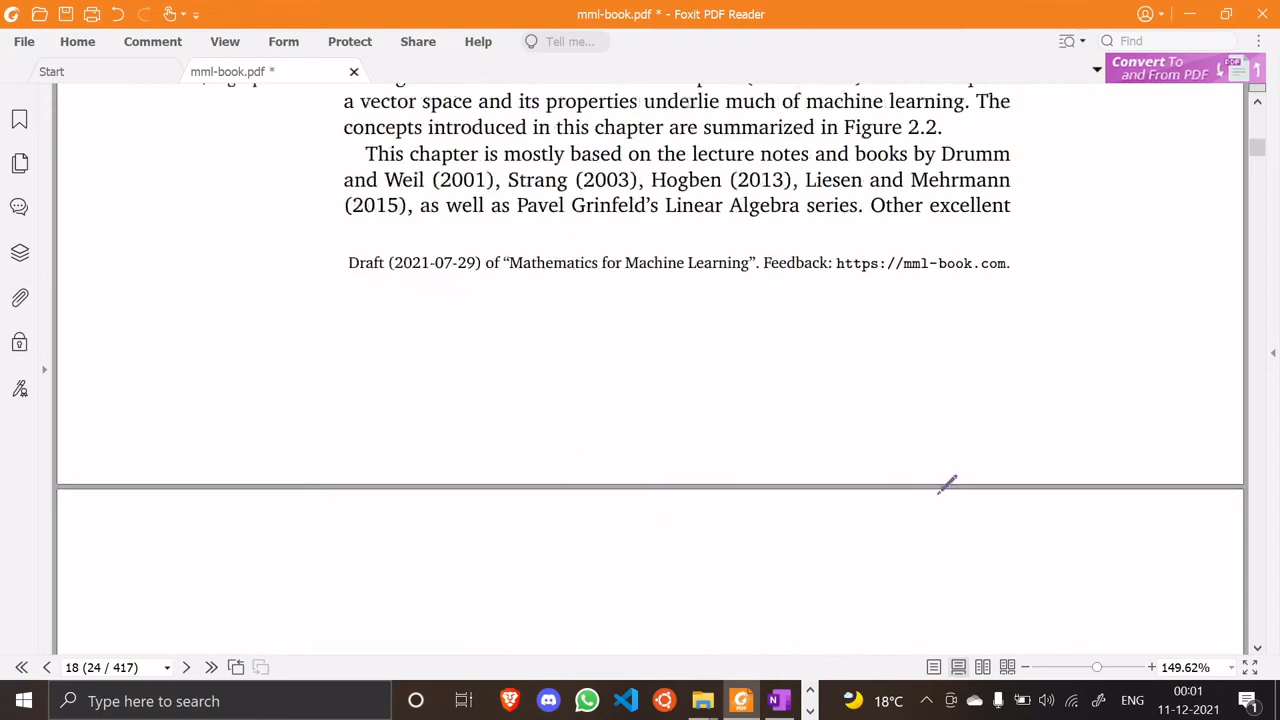 mml-book.pdf * - Foxit PDF Reader
File Home Comment View Form Protect Share Help Tell me... Find
Start mml-book.pdf * Convert To and From PDF PDF
a vector space and its properties underlie much of machine learning. The
concepts introduced in this chapter are summarized in Figure 2.2.
This chapter is mostly based on the lecture notes and books by Drumm
and Weil (2001), Strang (2003), Hogben (2013), Liesen and Mehrmann
(2015), as well as Pavel Grinfeld's Linear Algebra series. Other excellent
Draft (2021-07-29) of “Mathematics for Machine Learning”. Feedback: https://mml-book.com.
18 (24 / 417) 149.62%
Type here to search 18°C ENG 00:01
11-12-2021 1